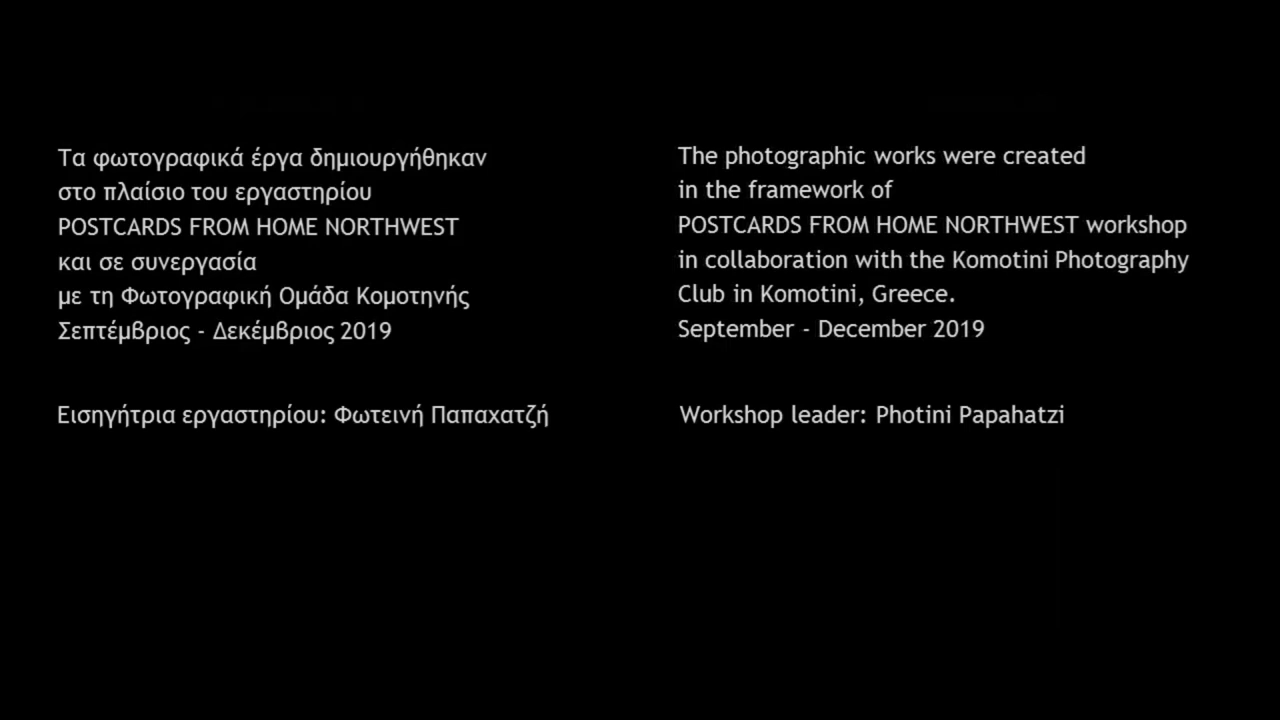 Τα φωτογραφικά έργα δημιουργήθηκαν
στο πλαίσιο του εργαστηρίου
POSTCARDS FROM HOME NORTHWEST
και σε συνεργασία
με τη Φωτογραφική Ομάδα Κομοτηνής
Σεπτέμβριος - Δεκέμβριος 2019
Εισηγήτρια εργαστηρίου: Φωτεινή Παπαχατζή
The photographic works were created
in the framework of
POSTCARDS FROM HOME NORTHWEST workshop
in collaboration with the Komotini Photography
Club in Komotini, Greece.
September - December 2019
Workshop leader: Photini Papahatzi